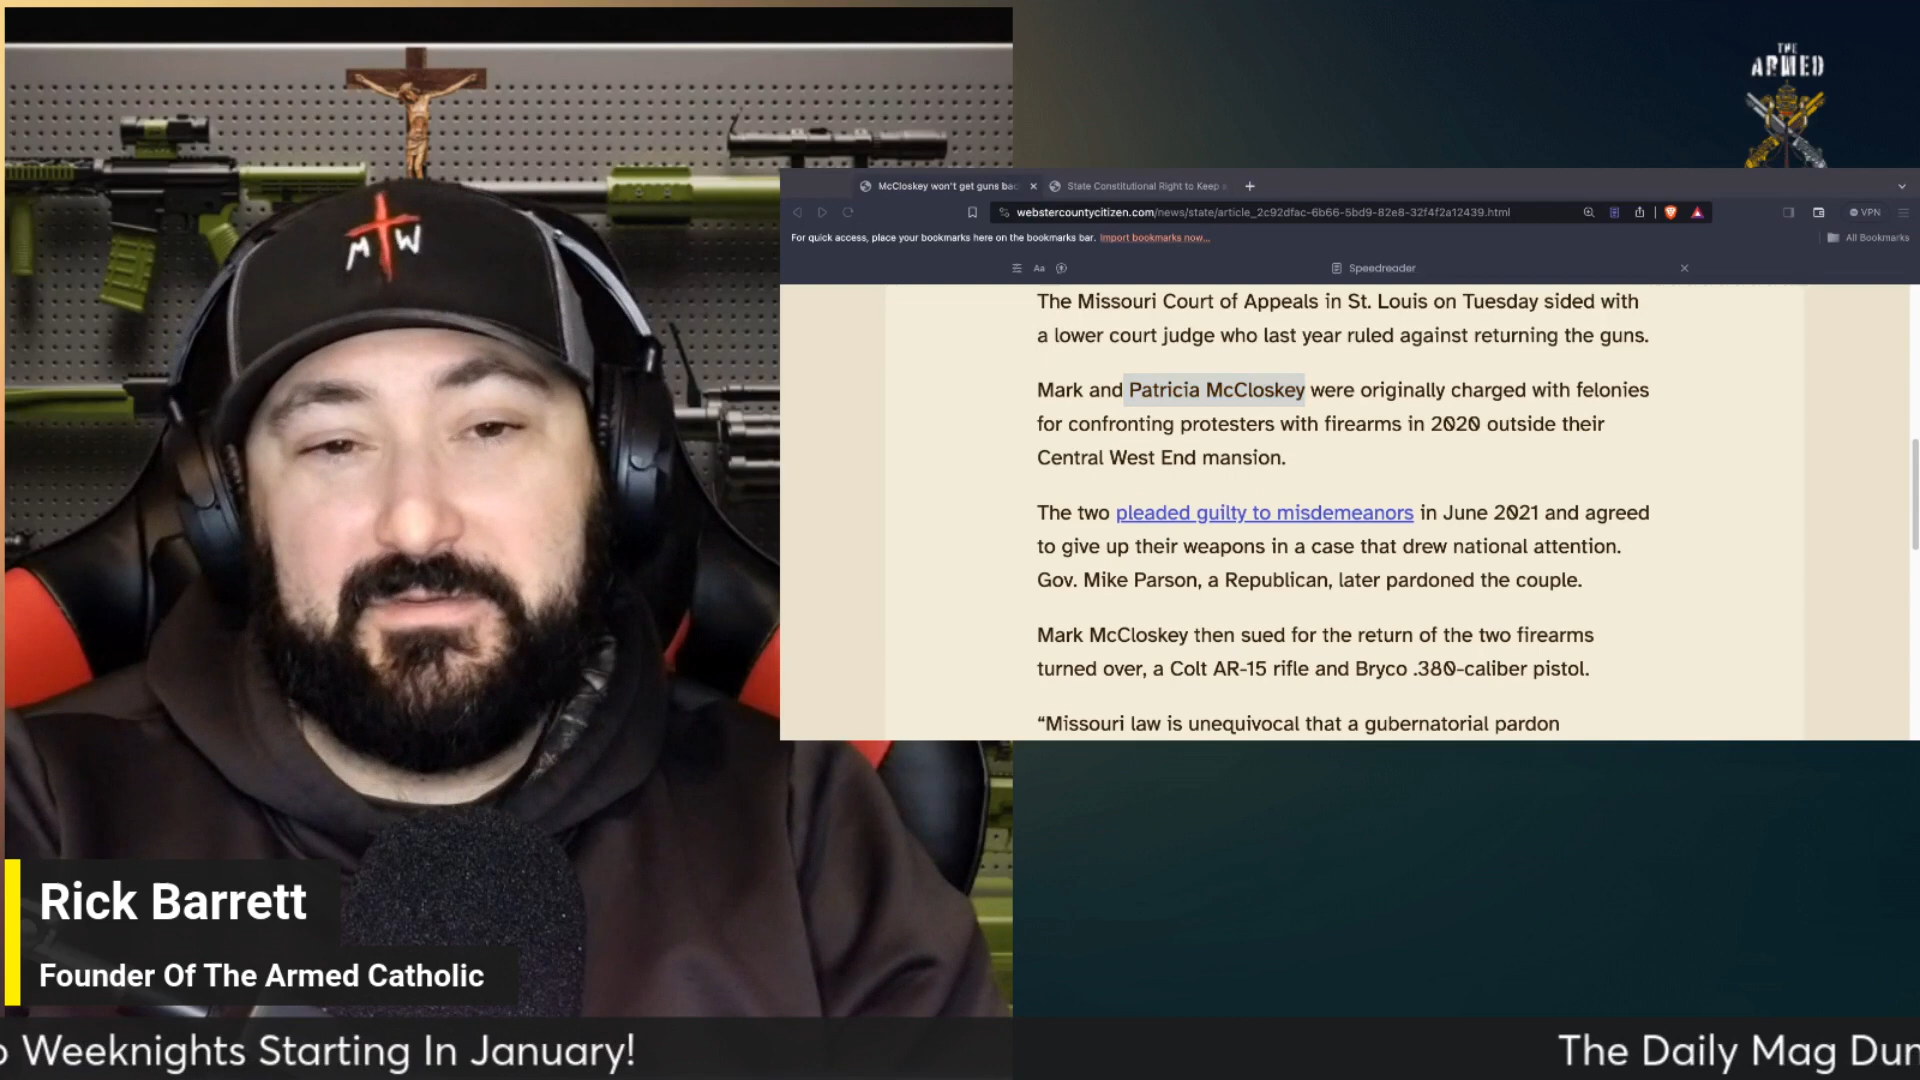 THE
ARMED
McCloskey won't get guns bac
State Constitutional Right to Keep a
webstercountycitizen.com/news/state/article_2c92dfac-6b66-5bd9-82e8-32f4f2a12439.html
VPN
For quick access, place your bookmarks here on the bookmarks bar. Import bookmarks now...
All Bookmarks
Aa
Speedreader
The Missouri Court of Appeals in St. Louis on Tuesday sided with
a lower court judge who last year ruled against returning the guns.
Mark and Patricia McCloskey were originally charged with felonies
for confronting protesters with firearms in 2020 outside their
Central West End mansion.
The two pleaded guilty to misdemeanors in June 2021 and agreed
to give up their weapons in a case that drew national attention.
Gov. Mike Parson, a Republican, later pardoned the couple.
Mark McCloskey then sued for the return of the two firearms
turned over, a Colt AR-15 rifle and Bryco .380-caliber pistol.
“Missouri law is unequivocal that a gubernatorial pardon
M W
Rick Barrett
Founder Of The Armed Catholic
o Weeknights Starting In January!
The Daily Mag Dun